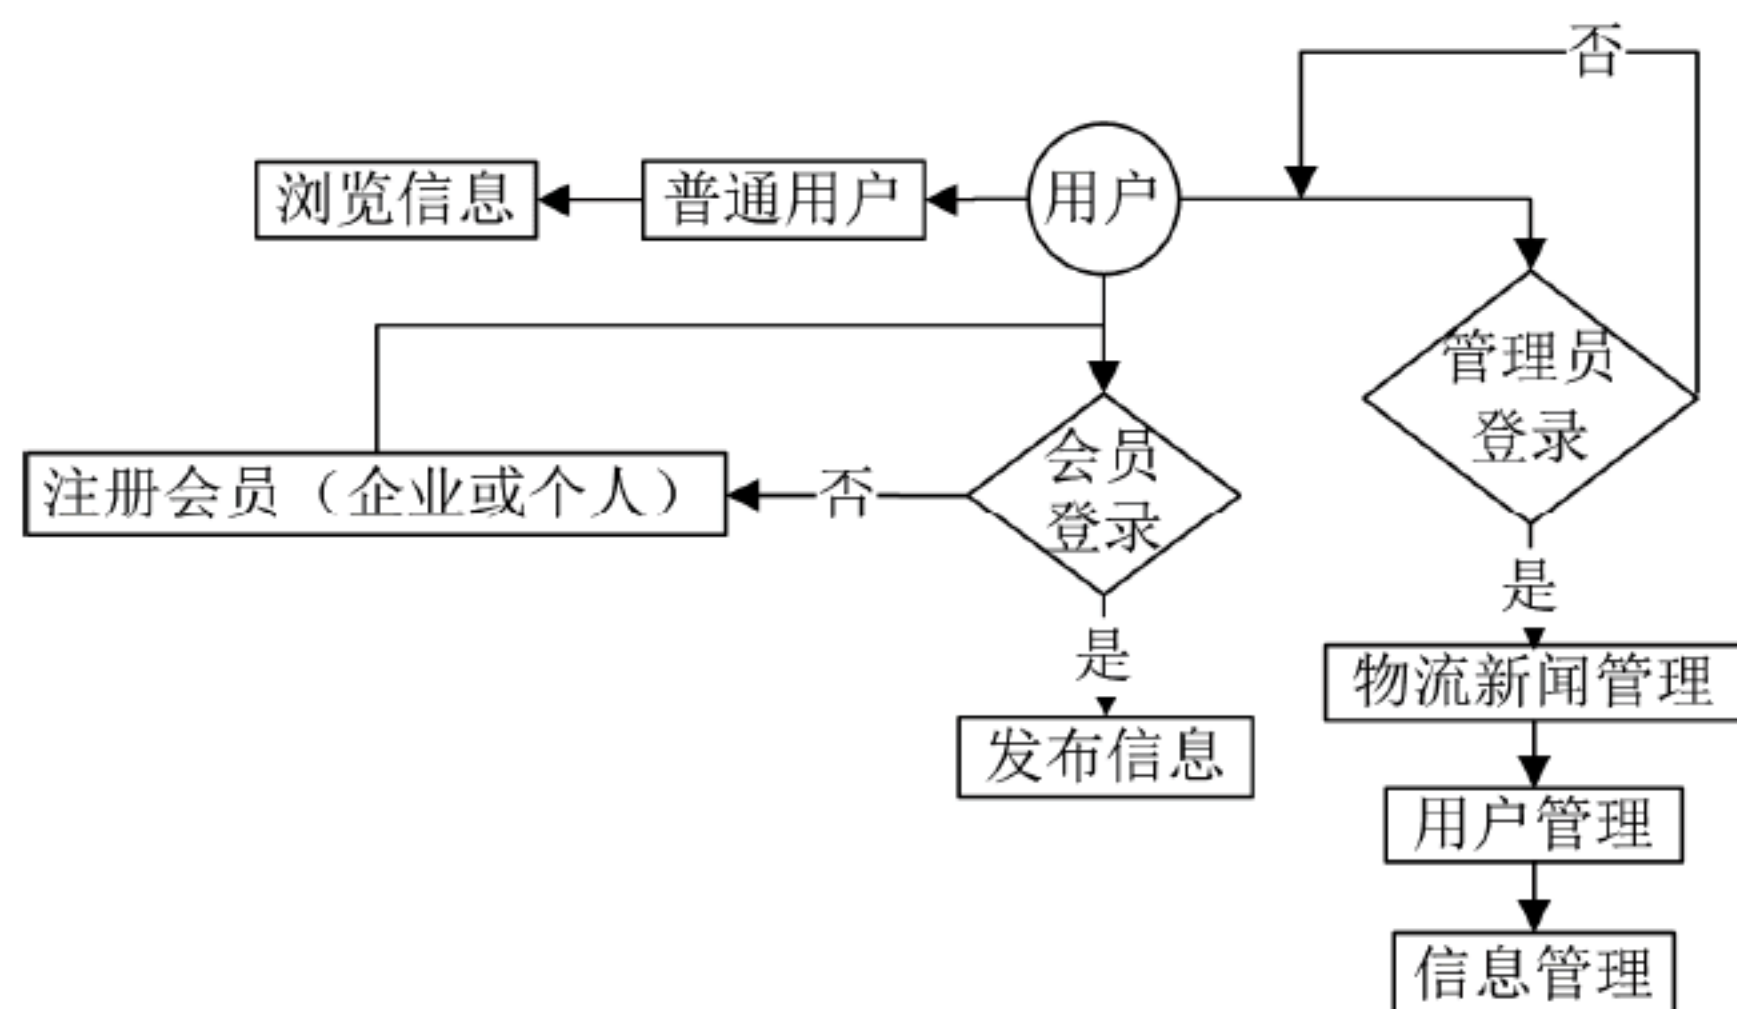 否
浏览信息
普通用户
用户
管理员
登录
会员
登录
否
注册会员（企业或个人）
是
是
发布信息
物流新闻管理
用户管理
信息管理